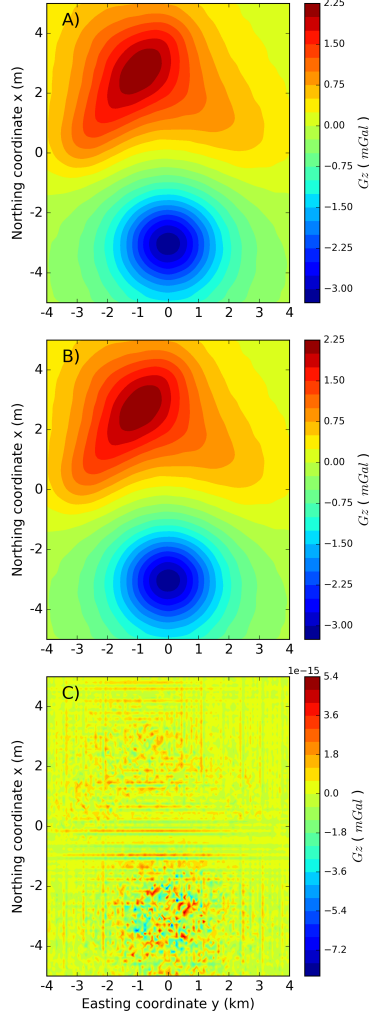 A)
Northing coordinate x (m)
4
2
0
-2
-4
-4 -3 -2 -1 0 1 2 3 4
2.25
1.50
0.75
0.00
−0.75
−1.50
−2.25
−3.00
Gz ( mGal )
B)
Northing coordinate x (m)
4
2
0
-2
-4
-4 -3 -2 -1 0 1 2 3 4
2.25
1.50
0.75
0.00
−0.75
−1.50
−2.25
−3.00
Gz ( mGal )
C)
Northing coordinate x (m)
4
2
0
-2
-4
-4 -3 -2 -1 0 1 2 3 4
Easting coordinate y (km)
1e−15
5.4
3.6
1.8
0.0
−1.8
−3.6
−5.4
−7.2
Gz ( mGal )